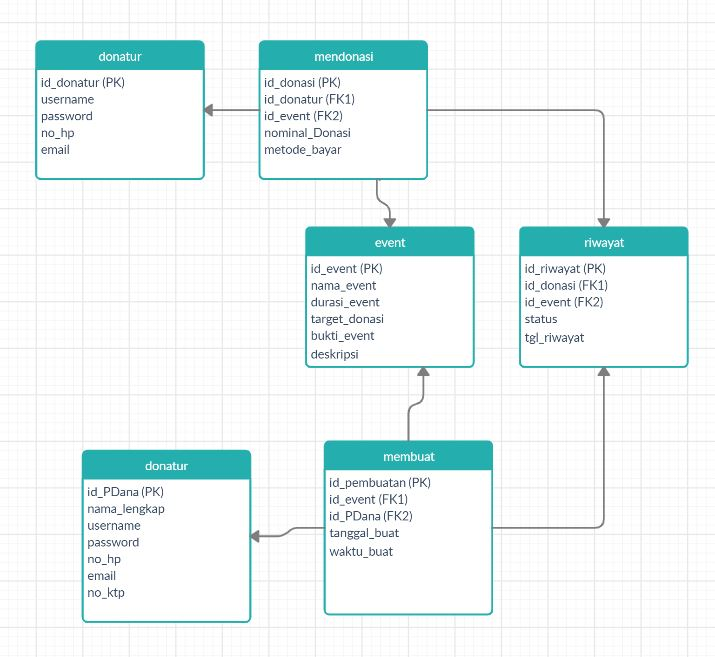 donatur
id_donatur (PK)
username
password
no_hp
email
mendonasi
id_donasi (PK)
id_donatur (FK1)
id_event (FK2)
nominal_Donasi
metode_bayar
event
id_event (PK)
nama_event
durasi_event
target_donasi
bukti_event
deskripsi
riwayat
id_riwayat (PK)
id_donasi (FK1)
id_event (FK2)
status
tgl_riwayat
donatur
id_PDana (PK)
nama_lengkap
username
password
no_hp
email
no_ktp
membuat
id_pembuatan (PK)
id_event (FK1)
id_PDana (FK2)
tanggal_buat
waktu_buat